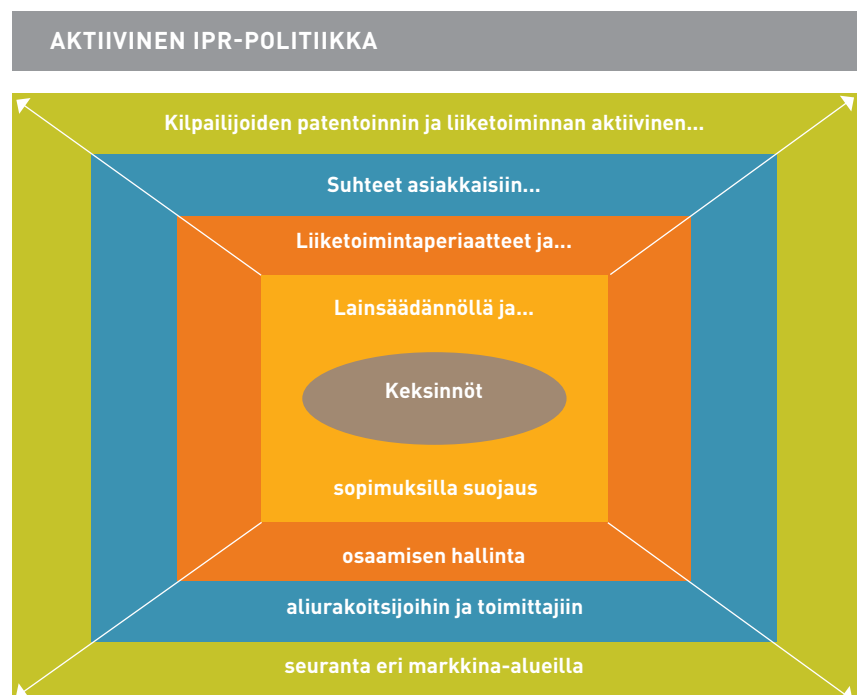 AKTIIVINEN IPR-POLITIIKKA
Kilpailijoiden patentoinnin ja liiketoiminnan aktiivinen...
Suhteet asiakkaisiin...
Liiketoimintaperiaatteet ja...
Lainsäädännöllä ja...
Keksinnöt
sopimuksilla suojaus
osaamisen hallinta
aliurakoitsijoihin ja toimittajiin
seuranta eri markkina-alueilla